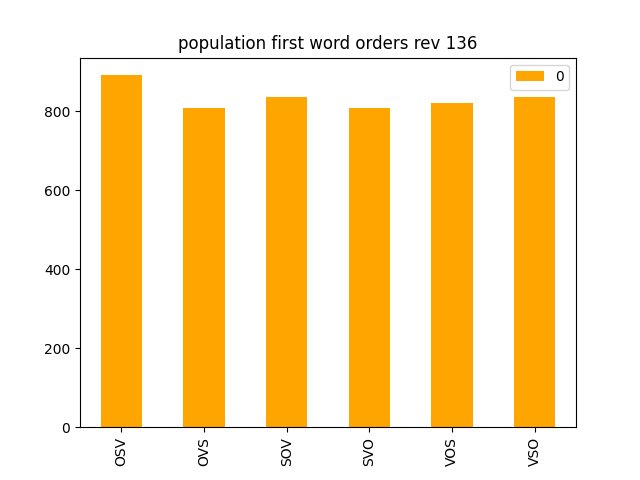 population first word orders rev 136
0
800
600
400
200
0
OSV
OVS
SOV
SVO
VOS
VSO